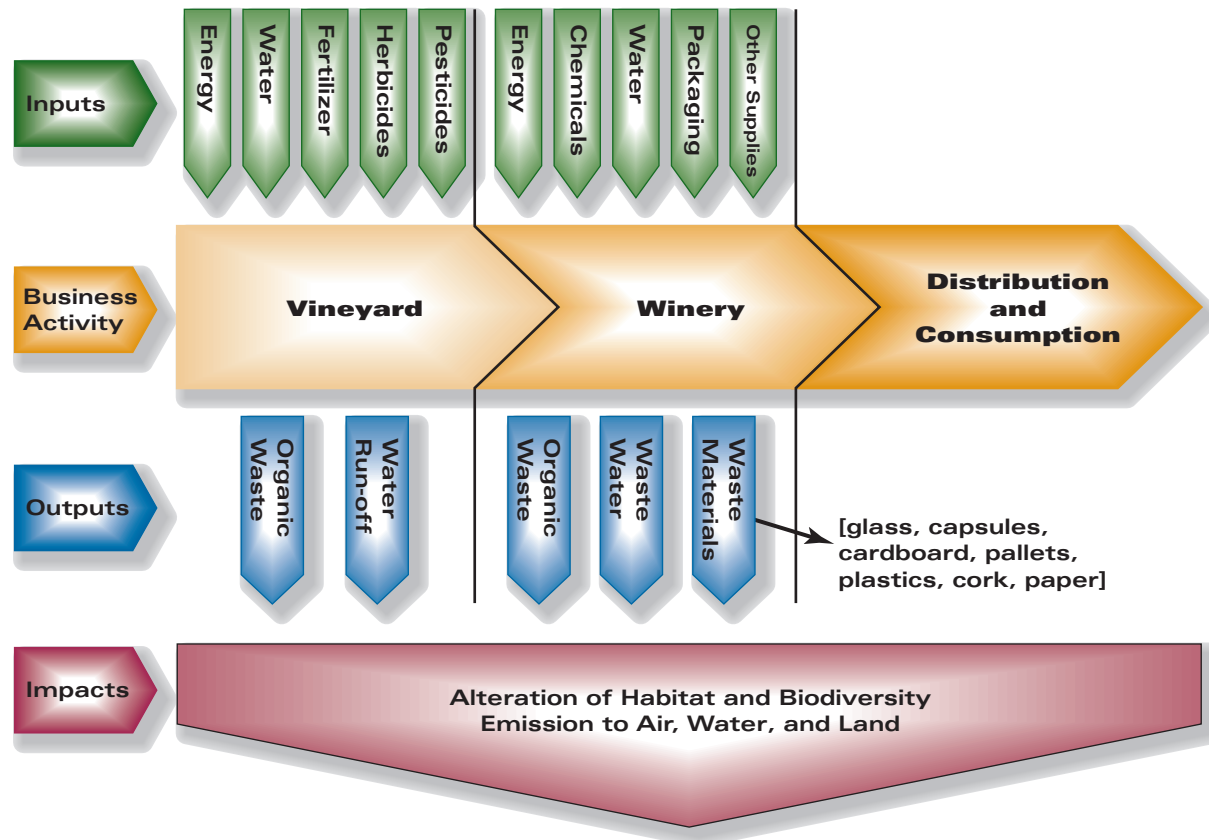 Inputs
Energy
Water
Fertilizer
Herbicides
Pesticides
Energy
Chemicals
Water
Packaging
Other Supplies
Business
Activity
Vineyard
Winery
Distribution
and
Consumption
Outputs
Organic
Waste
Water
Run-off
Organic
Waste
Waste
Water
Waste
Materials
[glass, capsules,
cardboard, pallets,
plastics, cork, paper]
Impacts
Alteration of Habitat and Biodiversity
Emission to Air, Water, and Land